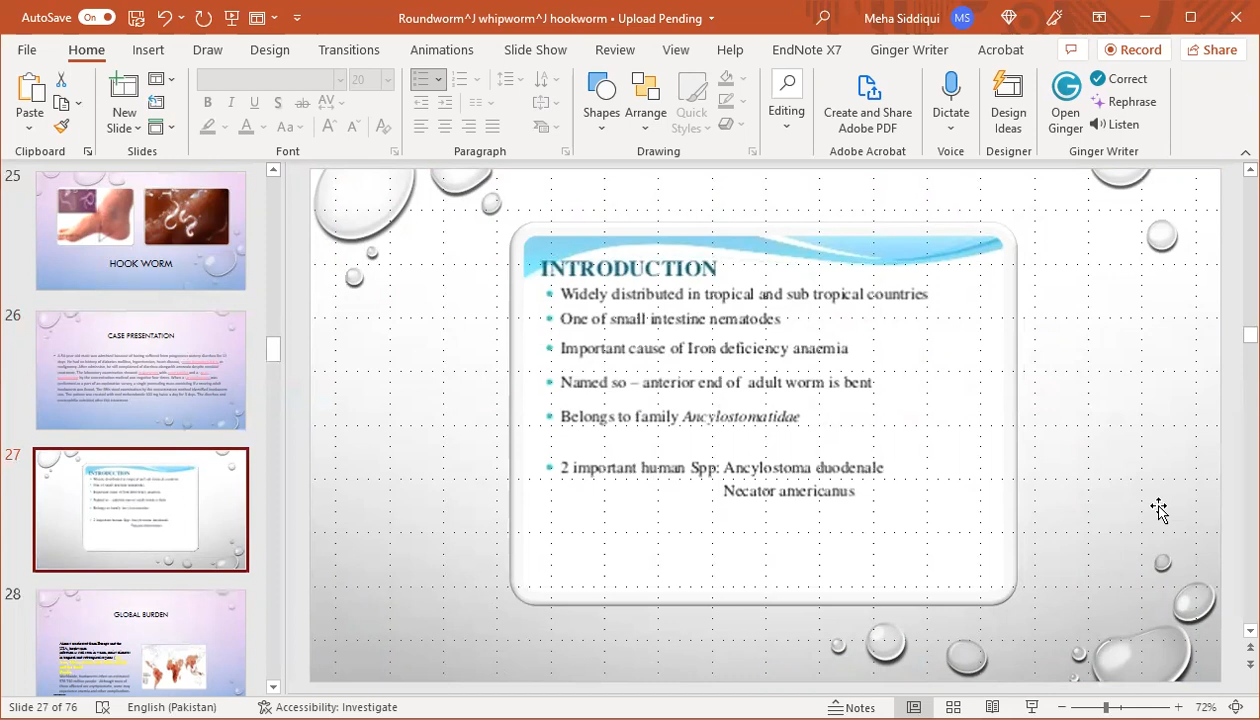 AutoSave On Roundworm^J whipworm^J hookworm • Upload Pending Meha Siddiqui MS
File Home Insert Draw Design Transitions Animations Slide Show Review View Help EndNote X7 Ginger Writer Acrobat Record Share
Paste
Clipboard
New Slide
Slides
20
B I U S ab AV
Aa A A A
Font
Paragraph
Shapes Arrange Quick Styles
Drawing
Editing
Create and Share Adobe PDF
Adobe Acrobat
Dictate
Voice
Design Ideas
Designer
Open Ginger
Correct
Rephrase
Listen
Ginger Writer
25
HOOK WORM
26
CASE PRESENTATION
27
28
GLOBAL BURDEN
INTRODUCTION
Widely distributed in tropical and sub tropical countries
One of small intestine nematodes
Important cause of Iron deficiency anaemia
Named so – anterior end of adult worm is bent
Belongs to family Ancylostomatidae
2 important human Spp: Ancylostoma duodenale
Necator americanus
Slide 27 of 76 English (Pakistan) Accessibility: Investigate Notes 72%